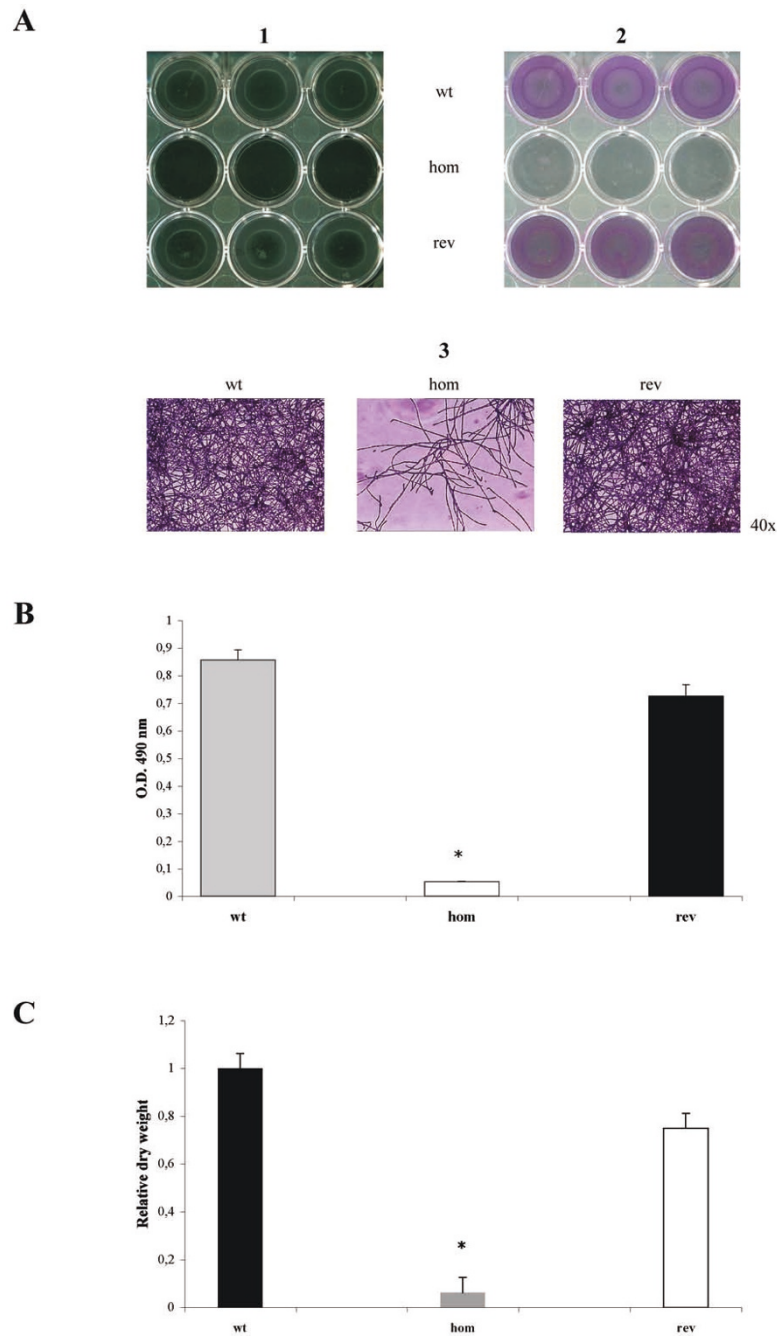 A
1
2
wt
hom
rev
3
wt hom rev
40x
B
1
0,9
0,8
0,7
0,6
0,5
0,4
0,3
0,2
0,1
0
O.D. 490 nm
*
wt hom rev
C
1,2
1
0,8
0,6
0,4
0,2
0
Relative dry weight
*
wt hom rev